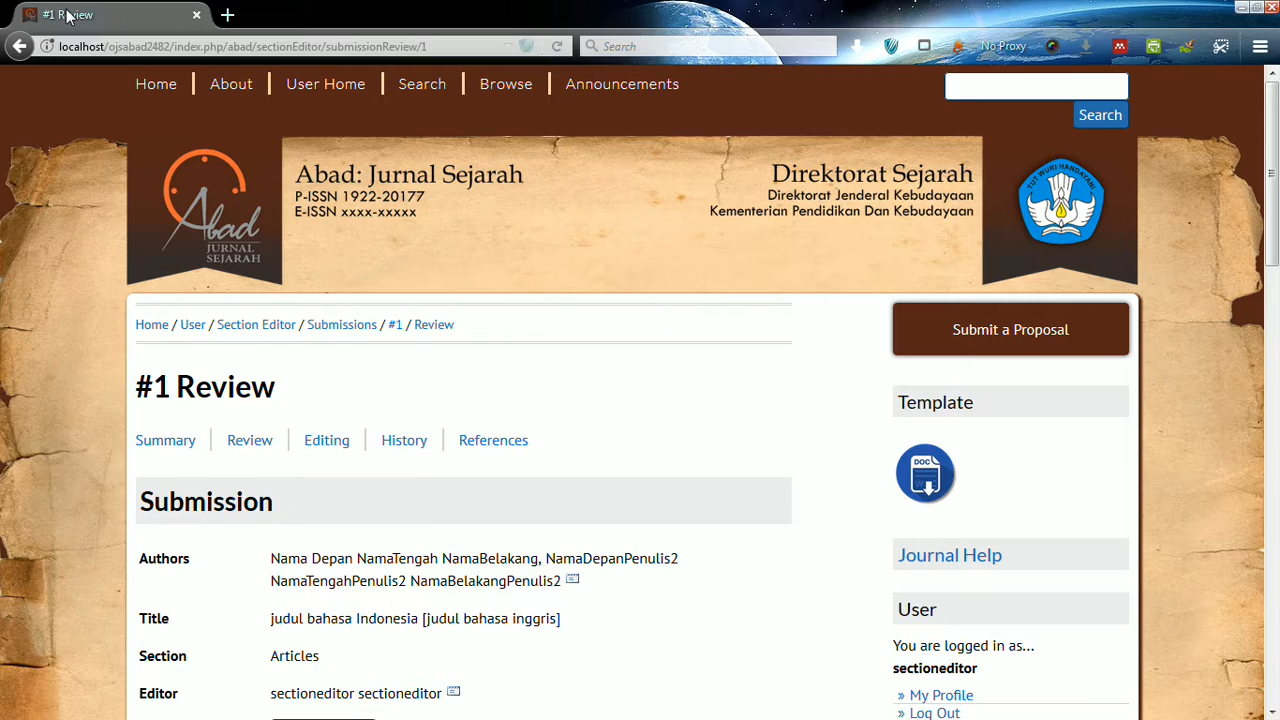 #1 Review
localhost/ojsabad2482/index.php/abad/sectionEditor/submissionReview/1
Search
No Proxy
Home
About
User Home
Search
Browse
Announcements
Search
Abad
JURNAL
SEJARAH
Abad: Jurnal Sejarah
P-ISSN 1922-20177
E-ISSN xxxx-xxxxx
Direktorat Sejarah
Direktorat Jenderal Kebudayaan
Kementerian Pendidikan Dan Kebudayaan
TUT WURI HANDAYANI
Home / User / Section Editor / Submissions / #1 / Review
#1 Review
Summary
Review
Editing
History
References
Submission
Authors
Nama Depan NamaTengah NamaBelakang, NamaDepanPenulis2
NamaTengahPenulis2 NamaBelakangPenulis2
Title
judul bahasa Indonesia [judul bahasa inggris]
Section
Articles
Editor
sectioneditor sectioneditor
Submit a Proposal
Template
DOC
Journal Help
User
You are logged in as...
sectioneditor
» My Profile
» Log Out